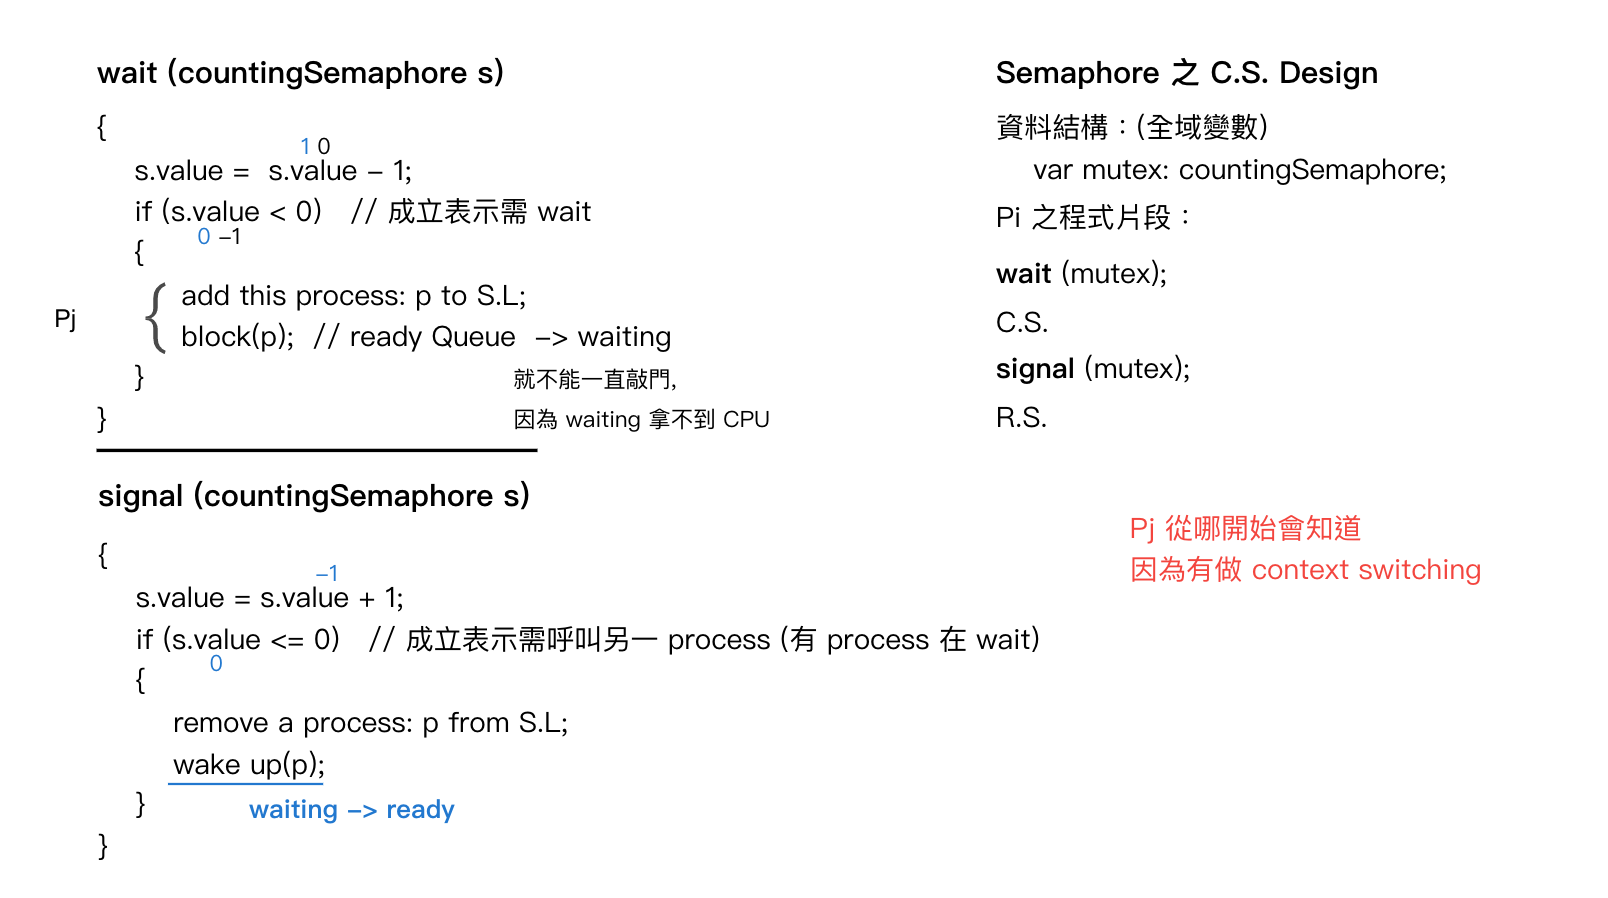 wait (countingSemaphore s)
{
1 0
s.value = s.value – 1;
if (s.value < 0) // 成立表示需 wait
0 –1
{
add this process: p to S.L;
Pj
block(p); // ready Queue –> waiting
}
就不能一直敲門,
}
因為 waiting 拿不到 CPU
signal (countingSemaphore s)
{
–1
s.value = s.value + 1;
if (s.value <= 0) // 成立表示需呼叫另一 process (有 process 在 wait)
0
{
remove a process: p from S.L;
wake up(p);
}
waiting –> ready
}
Semaphore 之 C.S. Design
資料結構：(全域變數)
var mutex: countingSemaphore;
Pi 之程式片段：
wait (mutex);
C.S.
signal (mutex);
R.S.
Pj 從哪開始會知道
因為有做 context switching